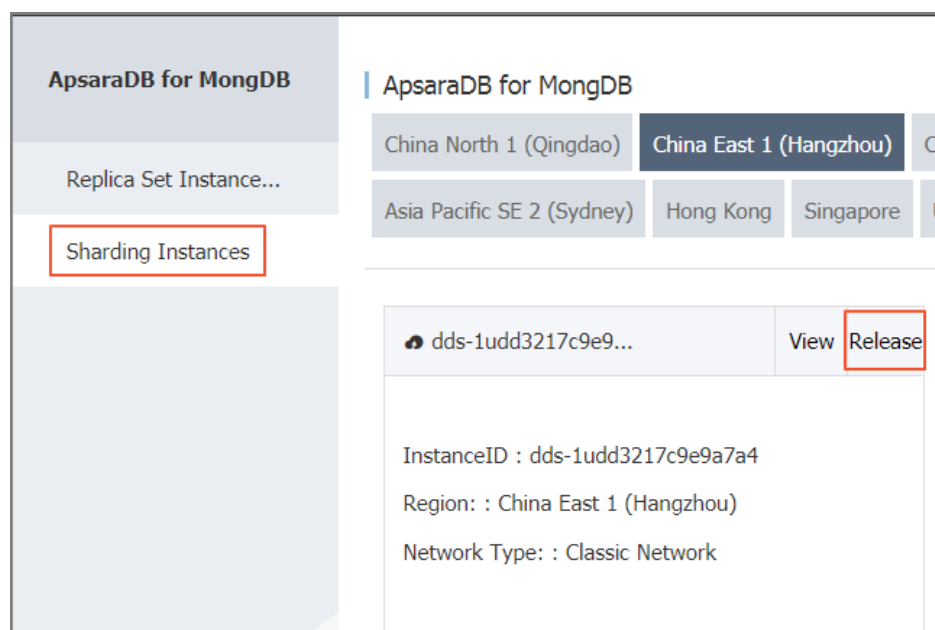 ApsaraDB for MongDB
Replica Set Instance...
Sharding Instances
ApsaraDB for MongDB
China North 1 (Qingdao) China East 1 (Hangzhou)
Asia Pacific SE 2 (Sydney) Hong Kong Singapore
dds-1udd3217c9e9... View Release
InstanceID : dds-1udd3217c9e9a7a4
Region: : China East 1 (Hangzhou)
Network Type: : Classic Network